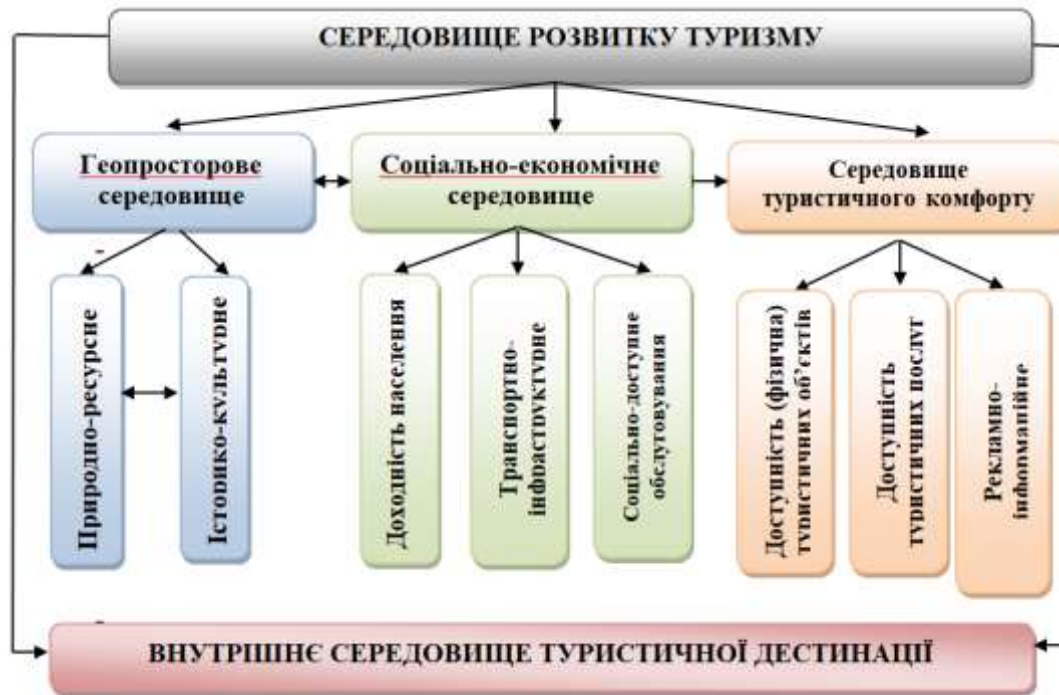 СЕРЕДОВИЩЕ РОЗВИТКУ ТУРИЗМУ
Геопросторове
середовище
Соціально-економічне
середовище
Середовище
туристичного комфорту
Природно-ресурсне
Історико-культурне
Доходність населення
Транспортно-
інфраструктурне
Соціально-доступне
обслуговування
Доступність (фізична)
туристичних об’єктів
Доступність
туристичних послуг
Рекламно-
інформаційне
ВНУТРІШНЄ СЕРЕДОВИЩЕ ТУРИСТИЧНОЇ ДЕСТИНАЦІЇ